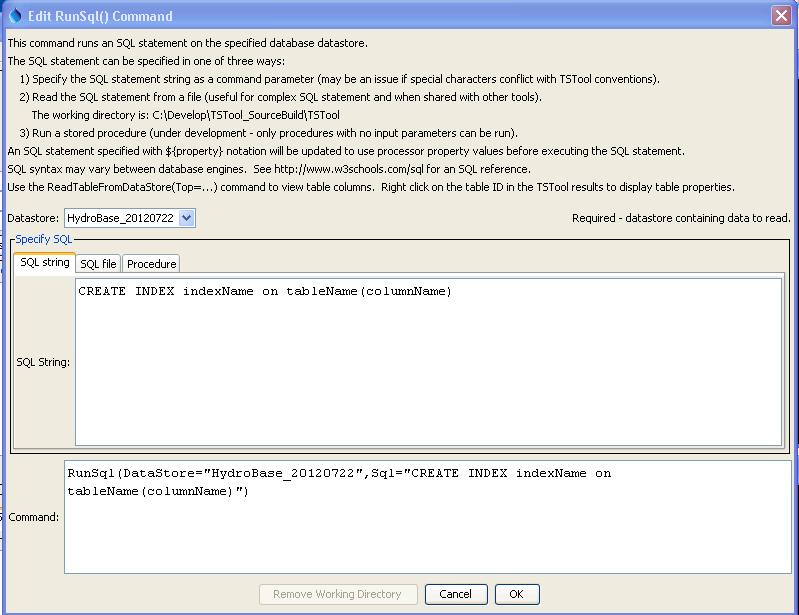 Edit RunSql() Command
This command runs an SQL statement on the specified database datastore.
The SQL statement can be specified in one of three ways:
1) Specify the SQL statement string as a command parameter (may be an issue if special characters conflict with TSTool conventions).
2) Read the SQL statement from a file (useful for complex SQL statement and when shared with other tools).
The working directory is: C:\Develop\TSTool_SourceBuild\TSTool
3) Run a stored procedure (under development - only procedures with no input parameters can be run).
An SQL statement specified with ${property} notation will be updated to use processor property values before executing the SQL statement.
SQL syntax may vary between database engines.  See http://www.w3schools.com/sql for an SQL reference.
Use the ReadTableFromDataStore(Top=...) command to view table columns.  Right click on the table ID in the TSTool results to display table properties.
Datastore: HydroBase_20120722 Required - datastore containing data to read.
Specify SQL
SQL string SQL file Procedure
CREATE INDEX indexName on tableName(columnName)
SQL String:
RunSql(DataStore="HydroBase_20120722",Sql="CREATE INDEX indexName on
tableName(columnName)")
Command:
Remove Working Directory Cancel OK